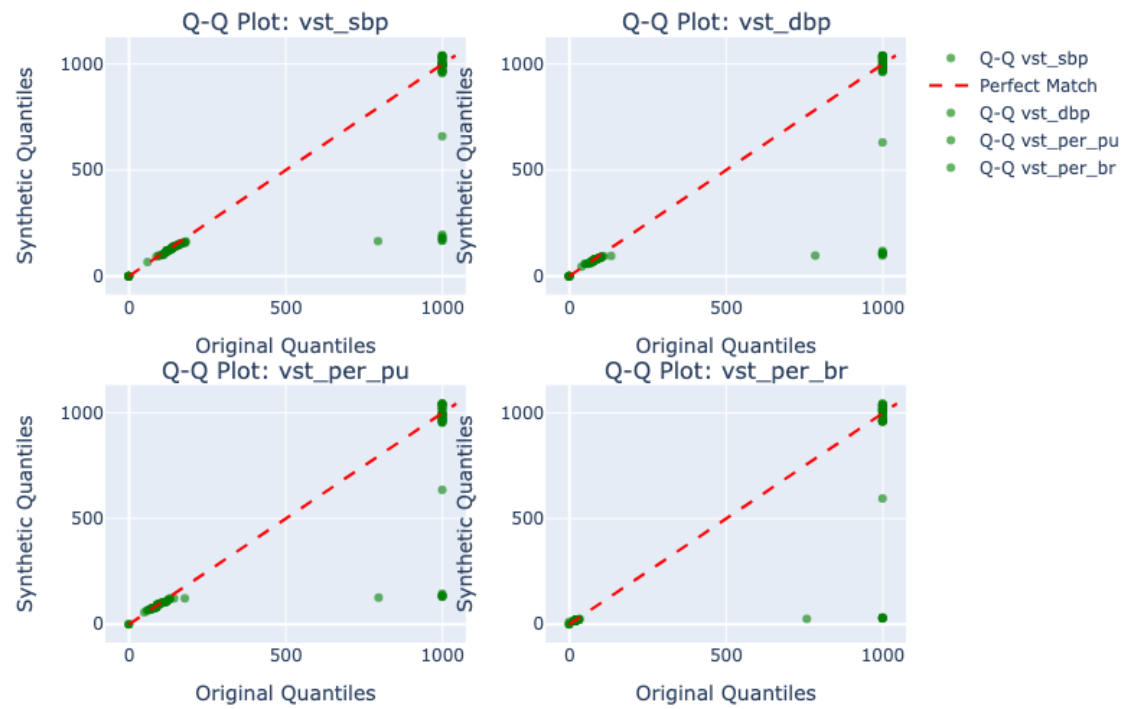 Q-Q Plot: vst_sbp
Q-Q Plot: vst_dbp
Synthetic Quantiles
1000
500
0
0
500
1000
Original Quantiles
Synthetic Quantiles
1000
500
0
0
500
1000
Original Quantiles
Q-Q vst_sbp
Perfect Match
Q-Q vst_dbp
Q-Q vst_per_pu
Q-Q vst_per_br
Q-Q Plot: vst_per_pu
Q-Q Plot: vst_per_br
Synthetic Quantiles
1000
500
0
0
500
1000
Original Quantiles
Synthetic Quantiles
1000
500
0
0
500
1000
Original Quantiles